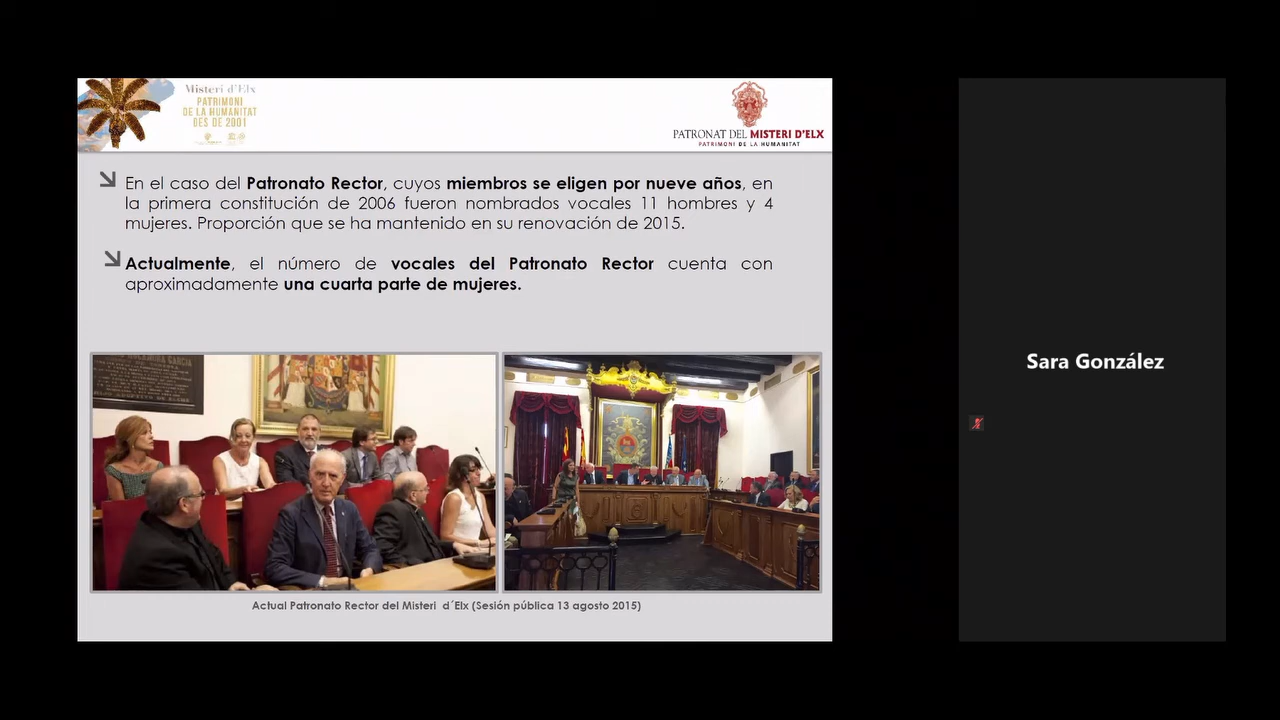 Misteri d'Elx
PATRIMONI
DE LA HUMANITAT
DES DE 2001
PATRONAT DEL MISTERI D'ELX
PATRIMONI DE LA HUMANITAT
En el caso del Patronato Rector, cuyos miembros se eligen por nueve años, en
la primera constitución de 2006 fueron nombrados vocales 11 hombres y 4
mujeres. Proporción que se ha mantenido en su renovación de 2015.
Actualmente, el número de vocales del Patronato Rector cuenta con
aproximadamente una cuarta parte de mujeres.
Actual Patronato Rector del Misteri d´Elx (Sesión pública 13 agosto 2015)
Sara González